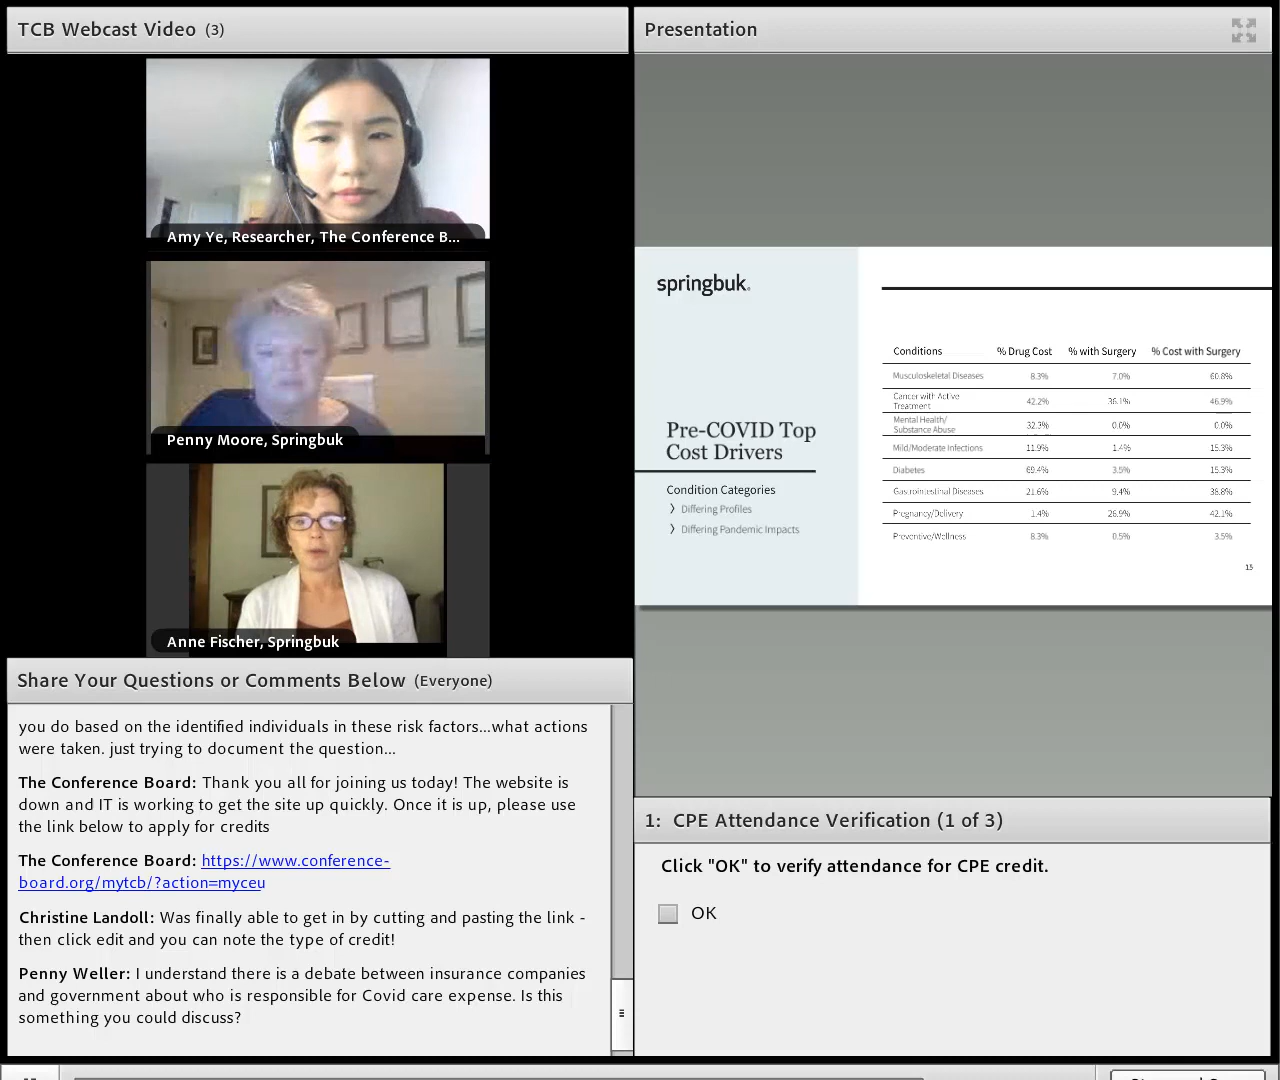 TCB Webcast Video (3)
Amy Ye, Researcher, The Conference B...
Penny Moore, Springbuk
Anne Fischer, Springbuk
Share Your Questions or Comments Below (Everyone)
you do based on the identified individuals in these risk factors...what actions
were taken. just trying to document the question...
The Conference Board: Thank you all for joining us today! The website is
down and IT is working to get the site up quickly. Once it is up, please use
the link below to apply for credits
The Conference Board: https://www.conference-
board.org/mytcb/?action=myceu
Christine Landoll: Was finally able to get in by cutting and pasting the link -
then click edit and you can note the type of credit!
Penny Weller: I understand there is a debate between insurance companies
and government about who is responsible for Covid care expense. Is this
something you could discuss?
Presentation
springbuk.
Pre-COVID Top
Cost Drivers
Condition Categories
> Differing Profiles
> Differing Pandemic Impacts
Conditions % Drug Cost % with Surgery % Cost with Surgery
Musculoskeletal Diseases 8.3% 7.0% 60.8%
Cancer with Active
Treatment 42.2% 36.1% 46.9%
Mental Health/
Substance Abuse 32.3% 0.0% 0.0%
Mild/Moderate Infections 11.9% 1.4% 15.3%
Diabetes 69.4% 3.5% 15.3%
Gastrointestinal Diseases 21.6% 9.4% 38.8%
Pregnancy/Delivery 1.4% 26.9% 42.1%
Preventive/Wellness 8.3% 0.5% 3.5%
15
1: CPE Attendance Verification (1 of 3)
Click "OK" to verify attendance for CPE credit.
OK